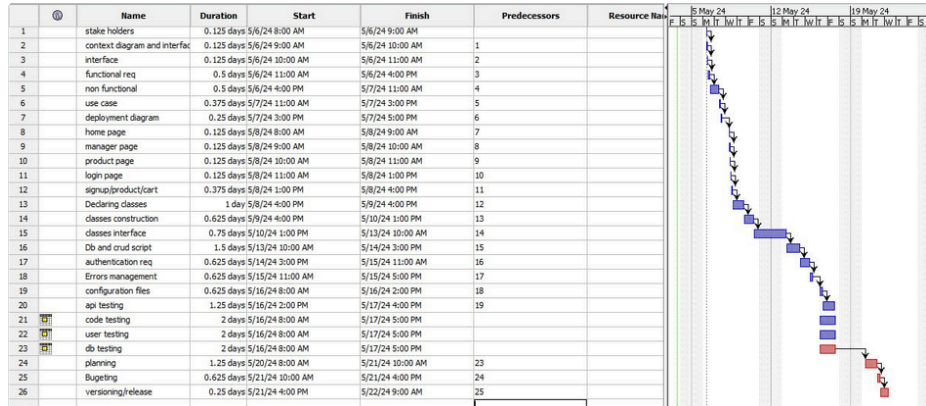 Name Duration Start Finish Predecessors Resource Nam
5 May 24 12 May 24 19 May 24
F S S M T W T F S S M T W T F S S M T W T F S
1 stake holders 0.125 days 5/6/24 8:00 AM 5/6/24 9:00 AM
2 context diagram and interfac 0.125 days 5/6/24 9:00 AM 5/6/24 10:00 AM 1
3 interface 0.125 days 5/6/24 10:00 AM 5/6/24 11:00 AM 2
4 functional req 0.5 days 5/6/24 11:00 AM 5/6/24 4:00 PM 3
5 non functional 0.5 days 5/6/24 4:00 PM 5/7/24 11:00 AM 4
6 use case 0.375 days 5/7/24 11:00 AM 5/7/24 3:00 PM 5
7 deployment diagram 0.25 days 5/7/24 3:00 PM 5/7/24 5:00 PM 6
8 home page 0.125 days 5/8/24 8:00 AM 5/8/24 9:00 AM 7
9 manager page 0.125 days 5/8/24 9:00 AM 5/8/24 10:00 AM 8
10 product page 0.125 days 5/8/24 10:00 AM 5/8/24 11:00 AM 9
11 login page 0.125 days 5/8/24 11:00 AM 5/8/24 1:00 PM 10
12 signup/product/cart 0.375 days 5/8/24 1:00 PM 5/8/24 4:00 PM 11
13 Declaring classes 1 day 5/8/24 4:00 PM 5/9/24 4:00 PM 12
14 classes construction 0.625 days 5/9/24 4:00 PM 5/10/24 1:00 PM 13
15 classes interface 0.75 days 5/10/24 1:00 PM 5/13/24 10:00 AM 14
16 Db and crud script 1.5 days 5/13/24 10:00 AM 5/14/24 3:00 PM 15
17 authentication req 0.625 days 5/14/24 3:00 PM 5/15/24 11:00 AM 16
18 Errors management 0.625 days 5/15/24 11:00 AM 5/15/24 5:00 PM 17
19 configuration files 0.625 days 5/16/24 8:00 AM 5/16/24 2:00 PM 18
20 api testing 1.25 days 5/16/24 2:00 PM 5/17/24 4:00 PM 19
21 code testing 2 days 5/16/24 8:00 AM 5/17/24 5:00 PM
22 user testing 2 days 5/16/24 8:00 AM 5/17/24 5:00 PM
23 db testing 2 days 5/16/24 8:00 AM 5/17/24 5:00 PM
24 planning 1.25 days 5/20/24 8:00 AM 5/21/24 10:00 AM 23
25 Bugeting 0.625 days 5/21/24 10:00 AM 5/21/24 4:00 PM 24
26 versioning/release 0.25 days 5/21/24 4:00 PM 5/22/24 9:00 AM 25